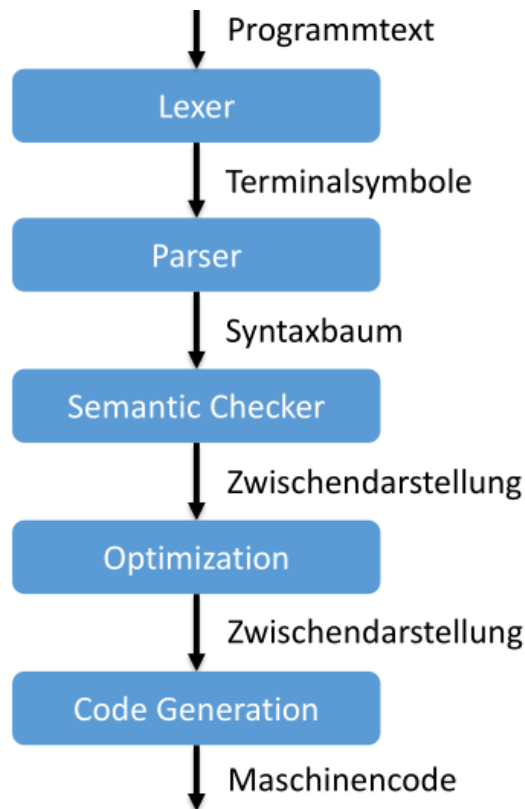 Programmtext
Lexer
Terminalsymbole
Parser
Syntaxbaum
Semantic Checker
Zwischendarstellung
Optimization
Zwischendarstellung
Code Generation
Maschinencode